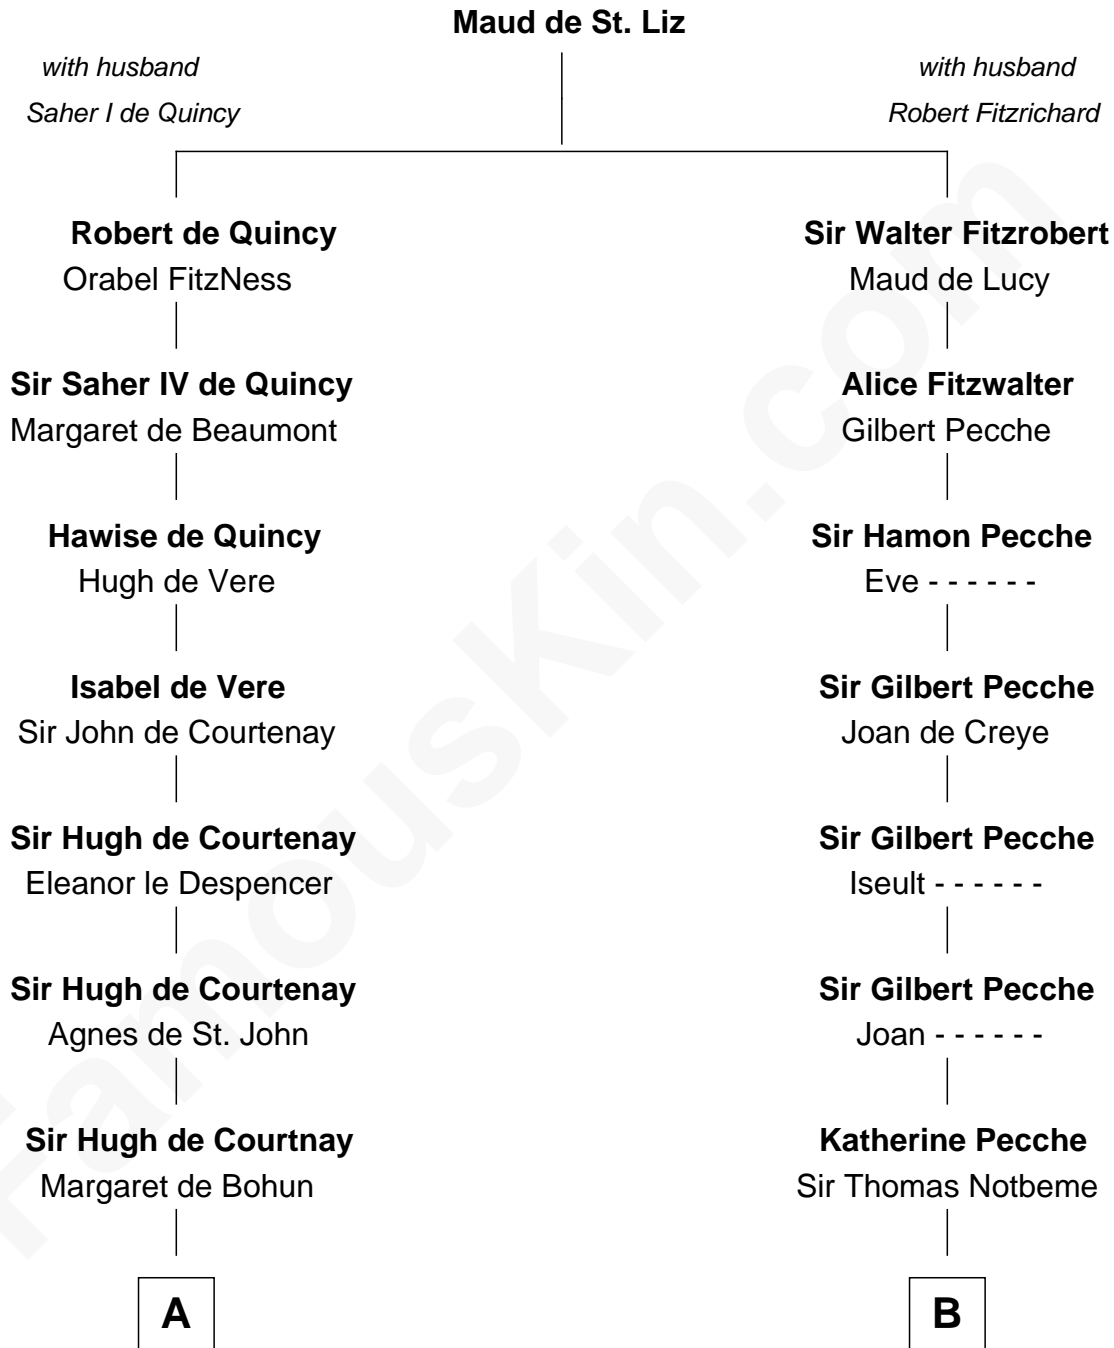 Maud de St. Liz
with husband
Saher I de Quincy
with husband
Robert Fitzrichard
Robert de Quincy
Orabel FitzNess
Sir Saher IV de Quincy
Margaret de Beaumont
Hawise de Quincy
Hugh de Vere
Isabel de Vere
Sir John de Courtenay
Sir Hugh de Courtenay
Eleanor le Despencer
Sir Hugh de Courtenay
Agnes de St. John
Sir Hugh de Courtnay
Margaret de Bohun
A
Sir Walter Fitzrobert
Maud de Lucy
Alice Fitzwalter
Gilbert Pecche
Sir Hamon Pecche
Eve - - - - - -
Sir Gilbert Pecche
Joan de Creye
Sir Gilbert Pecche
Iseult - - - - - -
Sir Gilbert Pecche
Joan - - - - - -
Katherine Pecche
Sir Thomas Notbeme
B
FamousKin.com